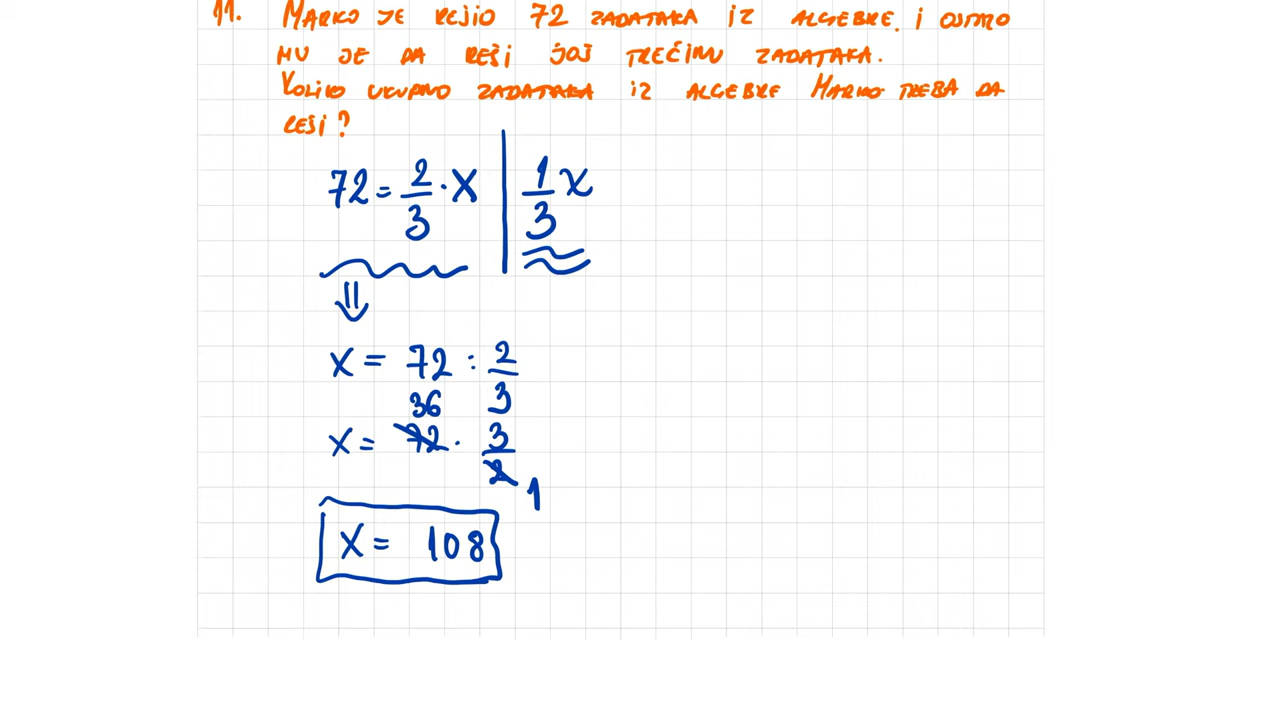 11. Marko je rešio 72 zadataka iz algebre, i ostalo
mu je da reši još trećinu zadataka.
Koliko ukupno zadataka iz algebre Marko treba da
reši?
72 = 2/3 · x | 1/3 x
⇓
x = 72 : 2/3
36
x = 72 · 3/2
1
x = 108